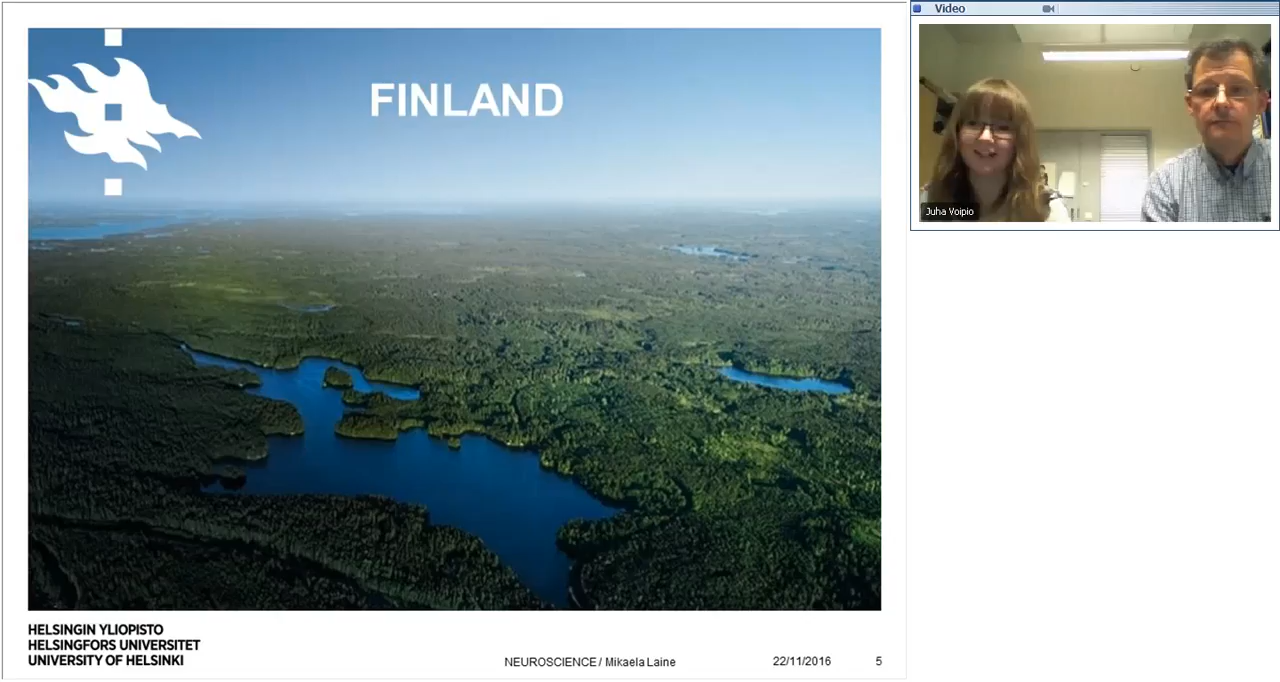 FINLAND
HELSINGIN YLIOPISTO
HELSINGFORS UNIVERSITET
UNIVERSITY OF HELSINKI
NEUROSCIENCE / Mikaela Laine
22/11/2016
5
Video
Juha Voipio